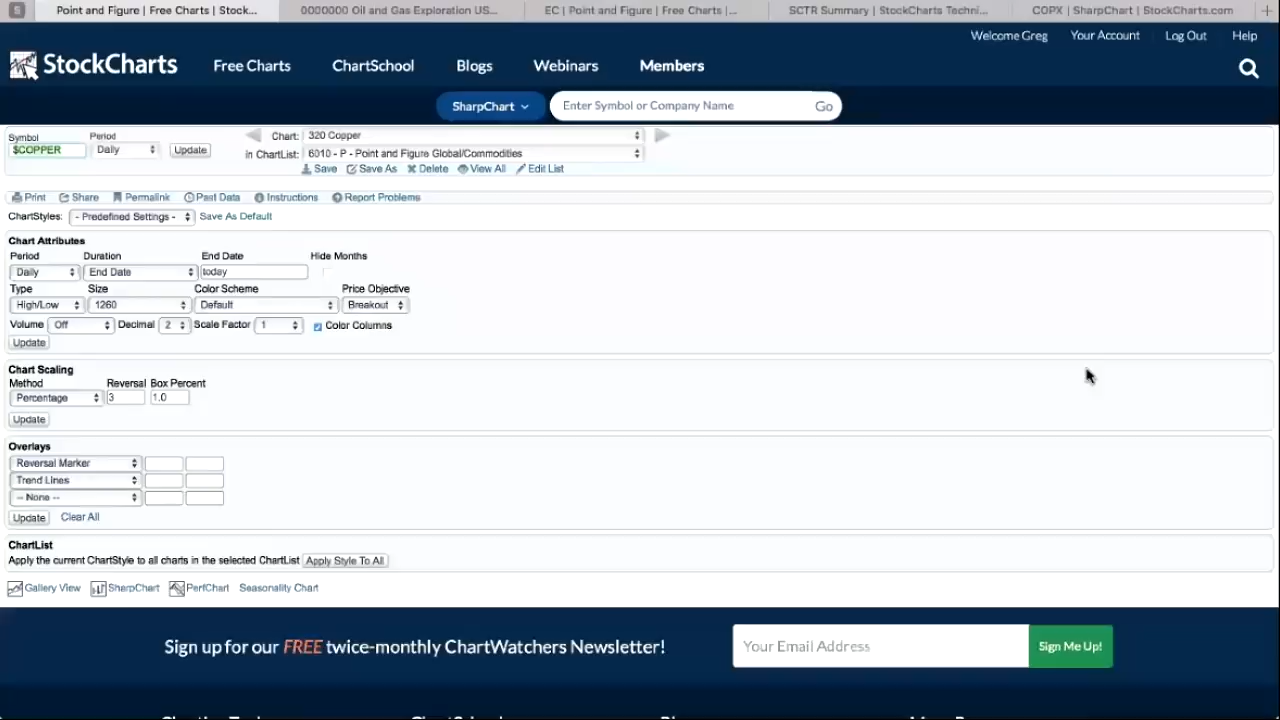 S Point and Figure | Free Charts | Stock... 0000000 Oil and Gas Exploration US... EC | Point and Figure | Free Charts |... SCTR Summary | StockCharts Techni... COPX | SharpChart | StockCharts.com +
Welcome Greg Your Account Log Out Help
StockCharts Free Charts ChartSchool Blogs Webinars Members
SharpChart Enter Symbol or Company Name Go
Symbol Period Chart: 320 Copper
$COPPER Daily Update in ChartList: 6010 - P - Point and Figure Global/Commodities
Save Save As Delete View All Edit List
Print Share Permalink Past Data Instructions Report Problems
ChartStyles: - Predefined Settings - Save As Default
Chart Attributes
Period Duration End Date Hide Months
Daily End Date today
Type Size Color Scheme Price Objective
High/Low 1260 Default Breakout
Volume Off Decimal 2 Scale Factor 1 Color Columns
Update
Chart Scaling
Method Reversal Box Percent
Percentage 3 1.0
Update
Overlays
Reversal Marker
Trend Lines
-- None --
Update Clear All
ChartList
Apply the current ChartStyle to all charts in the selected ChartList Apply Style To All
Gallery View SharpChart PerfChart Seasonality Chart
Sign up for our FREE twice-monthly ChartWatchers Newsletter! Your Email Address Sign Me Up!